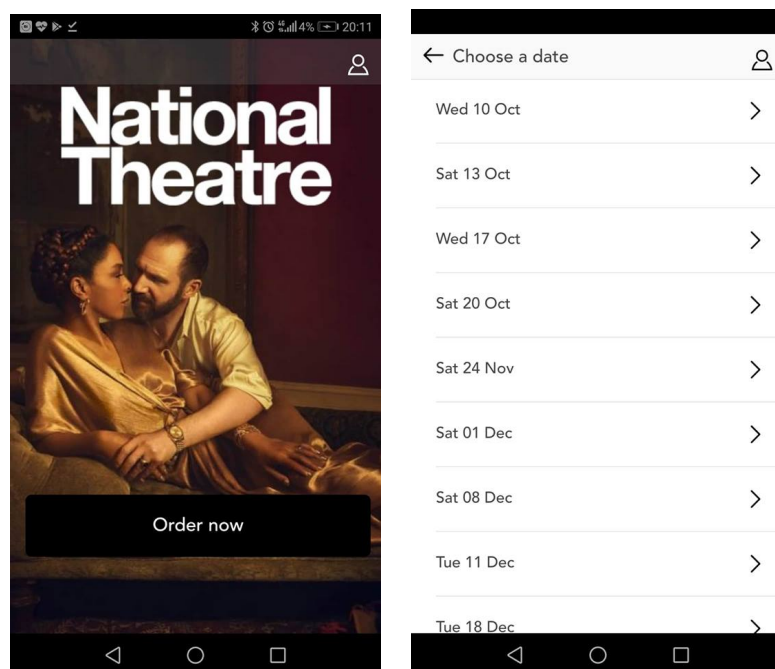 4% 20:11
National
Theatre
Order now
Choose a date
Wed 10 Oct
Sat 13 Oct
Wed 17 Oct
Sat 20 Oct
Sat 24 Nov
Sat 01 Dec
Sat 08 Dec
Tue 11 Dec
Tue 18 Dec